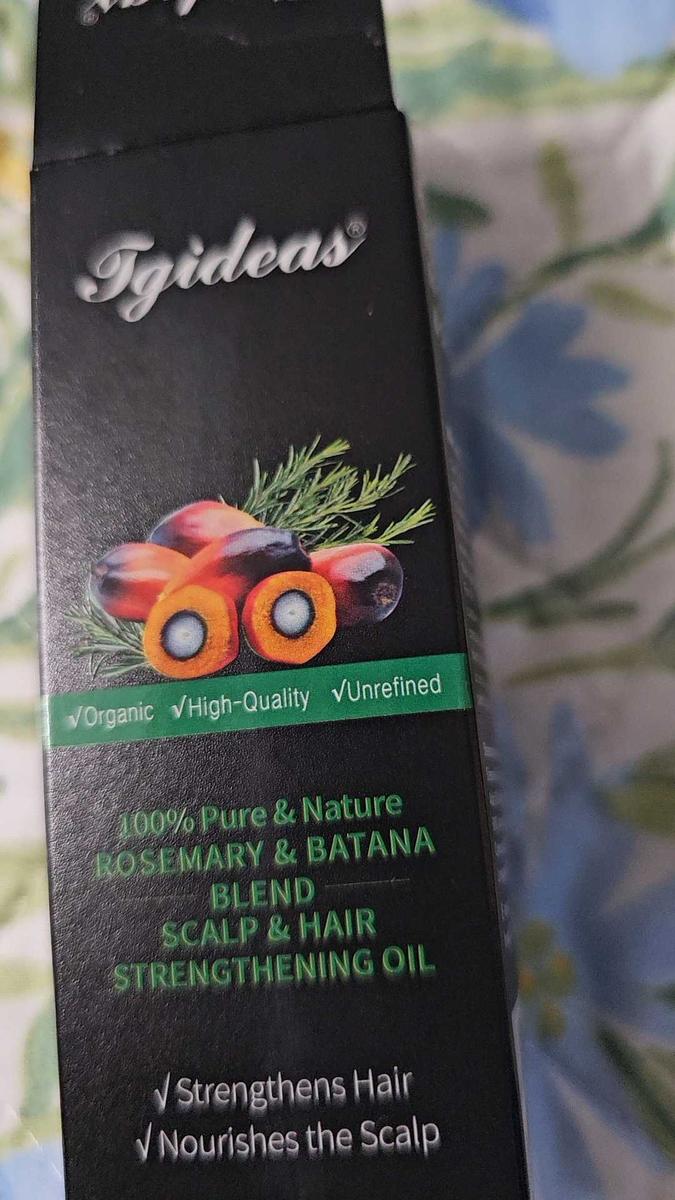 Tgideas®
√Organic √High-Quality √Unrefined
100% Pure & Nature
ROSEMARY & BATANA
BLEND
SCALP & HAIR
STRENGTHENING OIL
√Strengthens Hair
√Nourishes the Scalp